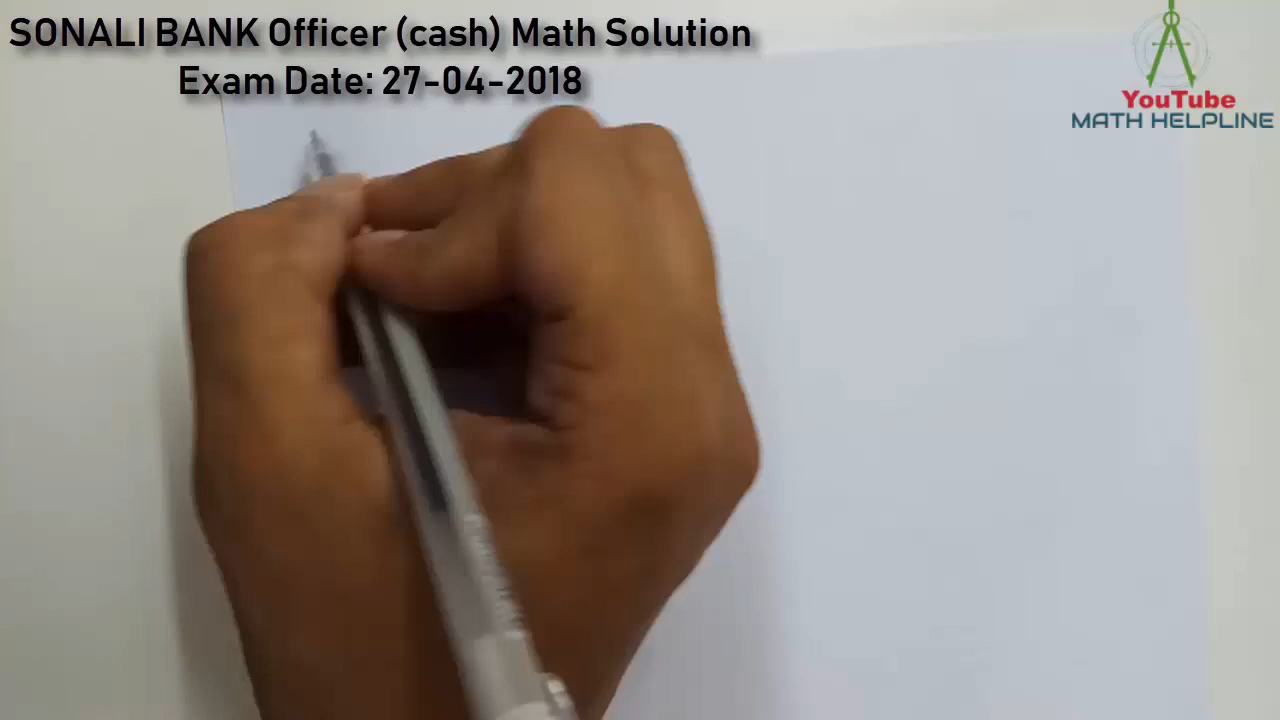 SONALI BANK Officer (cash) Math Solution
Exam Date: 27-04-2018
YouTube
MATH HELPLINE